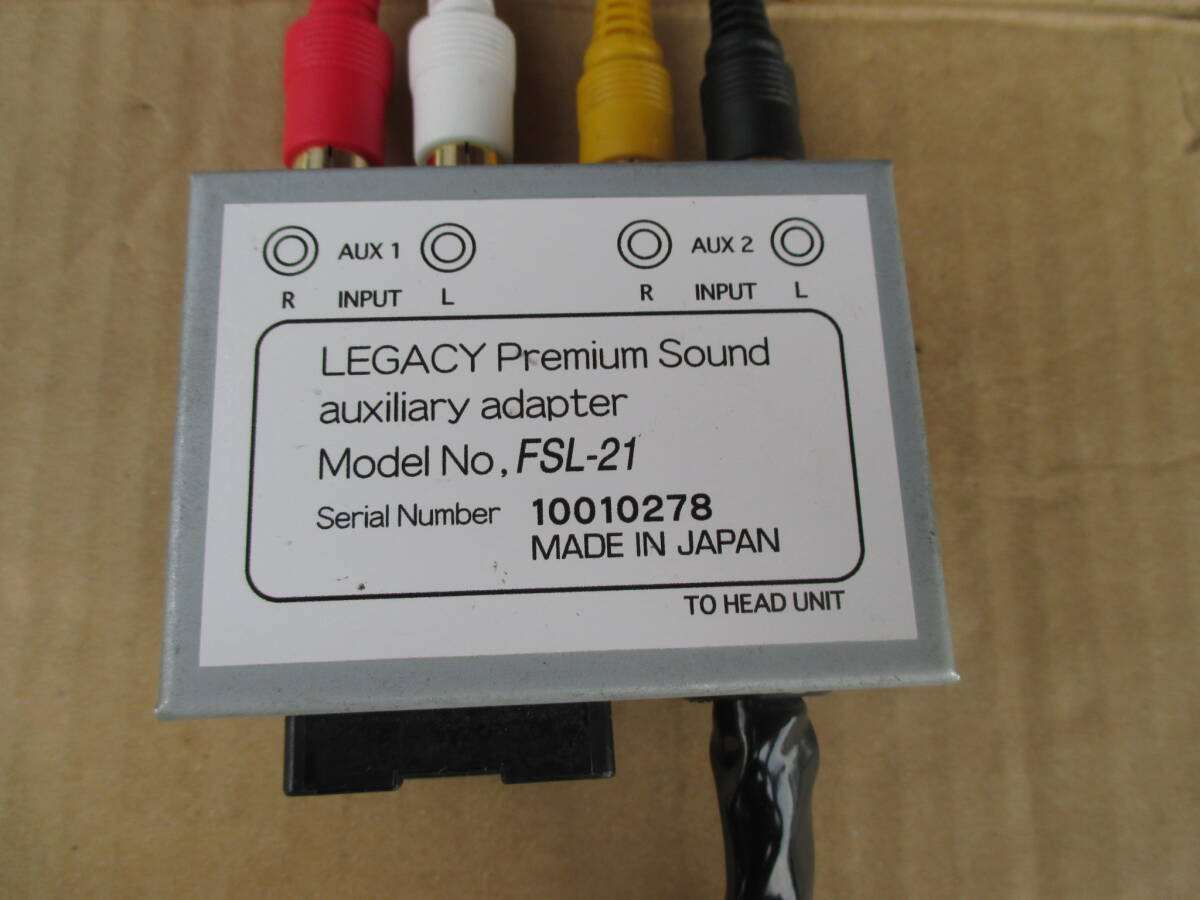 AUX 1 AUX 2
R INPUT L R INPUT L
LEGACY Premium Sound
auxiliary adapter
Model No, FSL-21
Serial Number 10010278
MADE IN JAPAN
TO HEAD UNIT